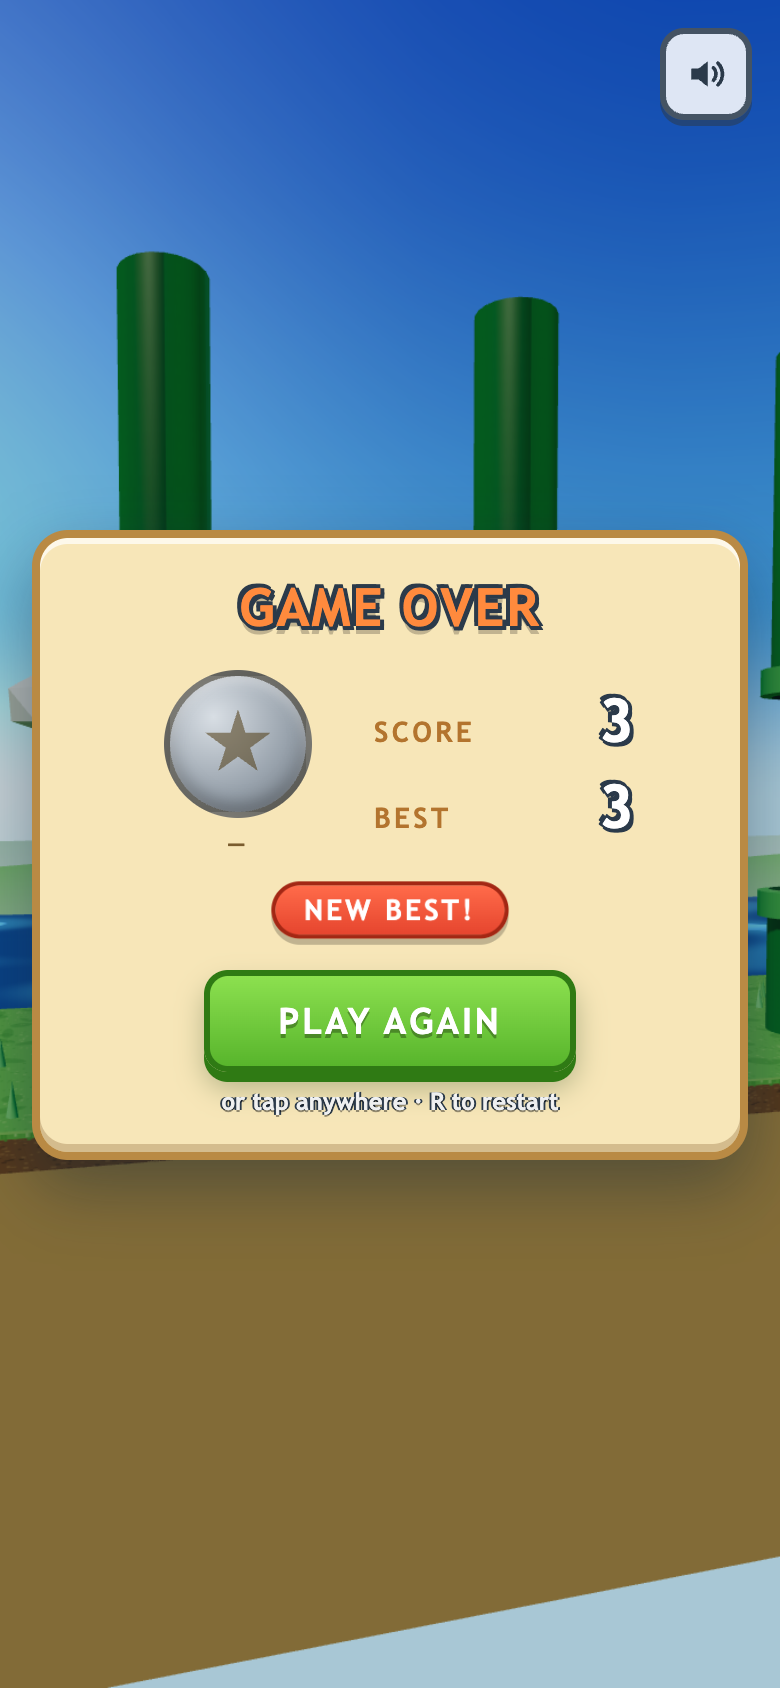 GAME OVER
SCORE 3
BEST 3
–
NEW BEST!
PLAY AGAIN
or tap anywhere · R to restart